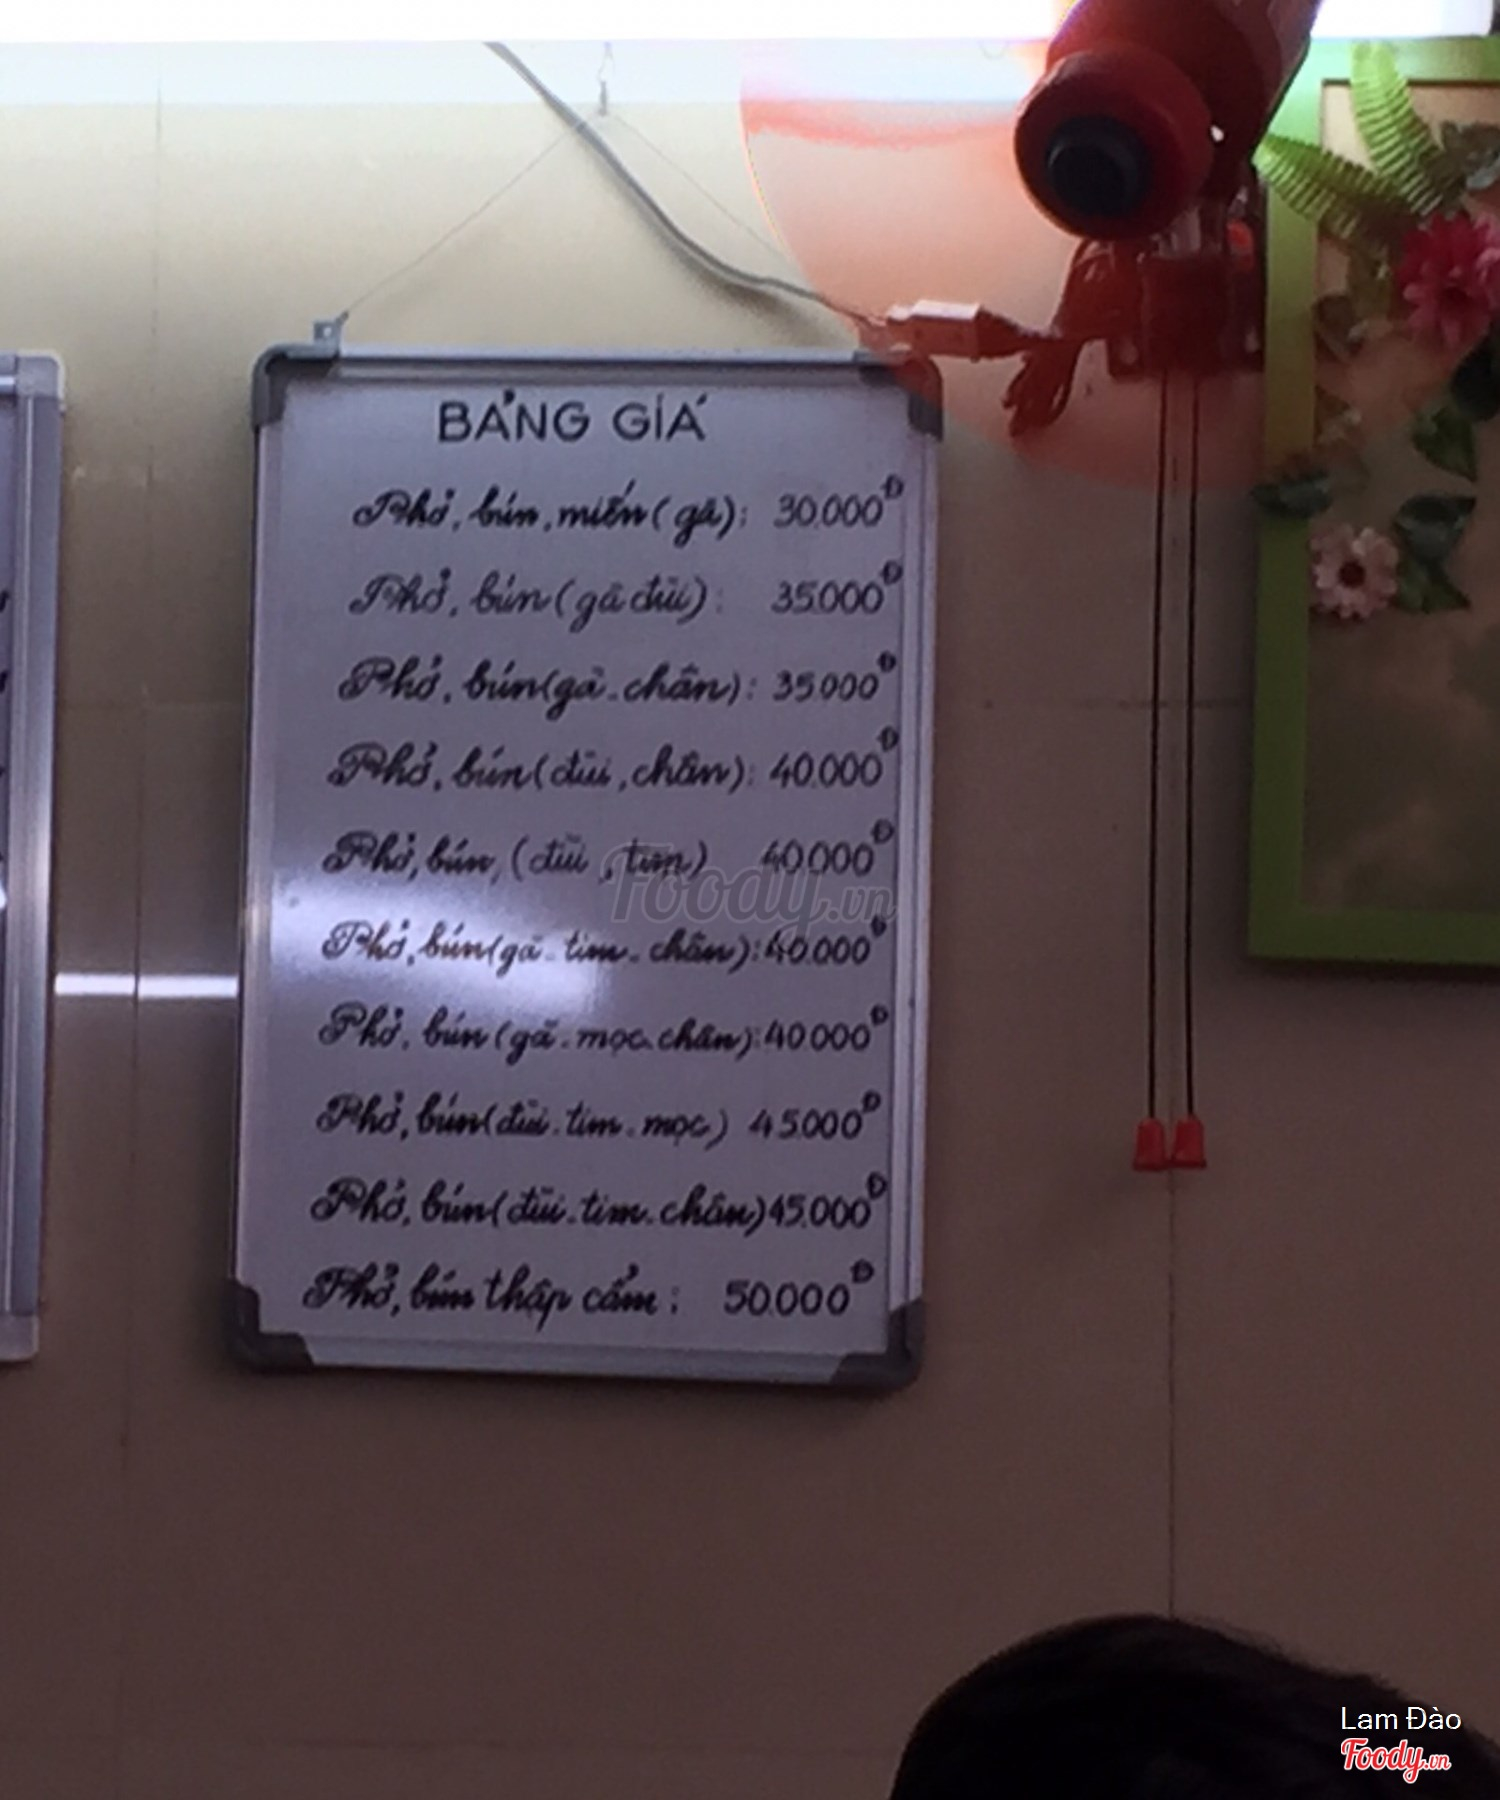 BẢNG GIÁ
Phở, bún, miến (gà): 30.000Đ
Phở, bún (gà đùi): 35.000Đ
Phở, bún (gà - chân): 35.000Đ
Phở, bún (đùi, chân): 40.000Đ
Phở, bún, (đùi, tim) 40.000Đ
Phở, bún (gà - tim - chân): 40.000Đ
Phở, bún (gà - mọc - chân): 40.000Đ
Phở, bún (đùi - tim - mọc) 45.000Đ
Phở, bún (đùi - tim - chân) 45.000Đ
Phở, bún thập cẩm: 50.000Đ
Foody.vn
Lam Đào
Foody.vn